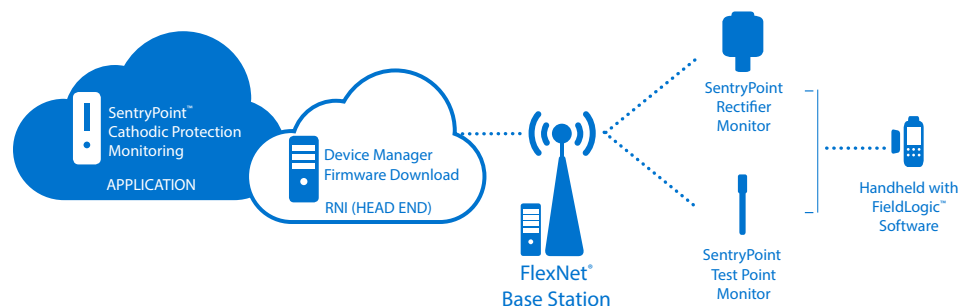 SentryPoint™
Cathodic Protection
Monitoring
APPLICATION
Device Manager
Firmware Download
RNI (HEAD END)
FlexNet®
Base Station
SentryPoint
Rectifier
Monitor
SentryPoint
Test Point
Monitor
Handheld with
FieldLogic™
Software